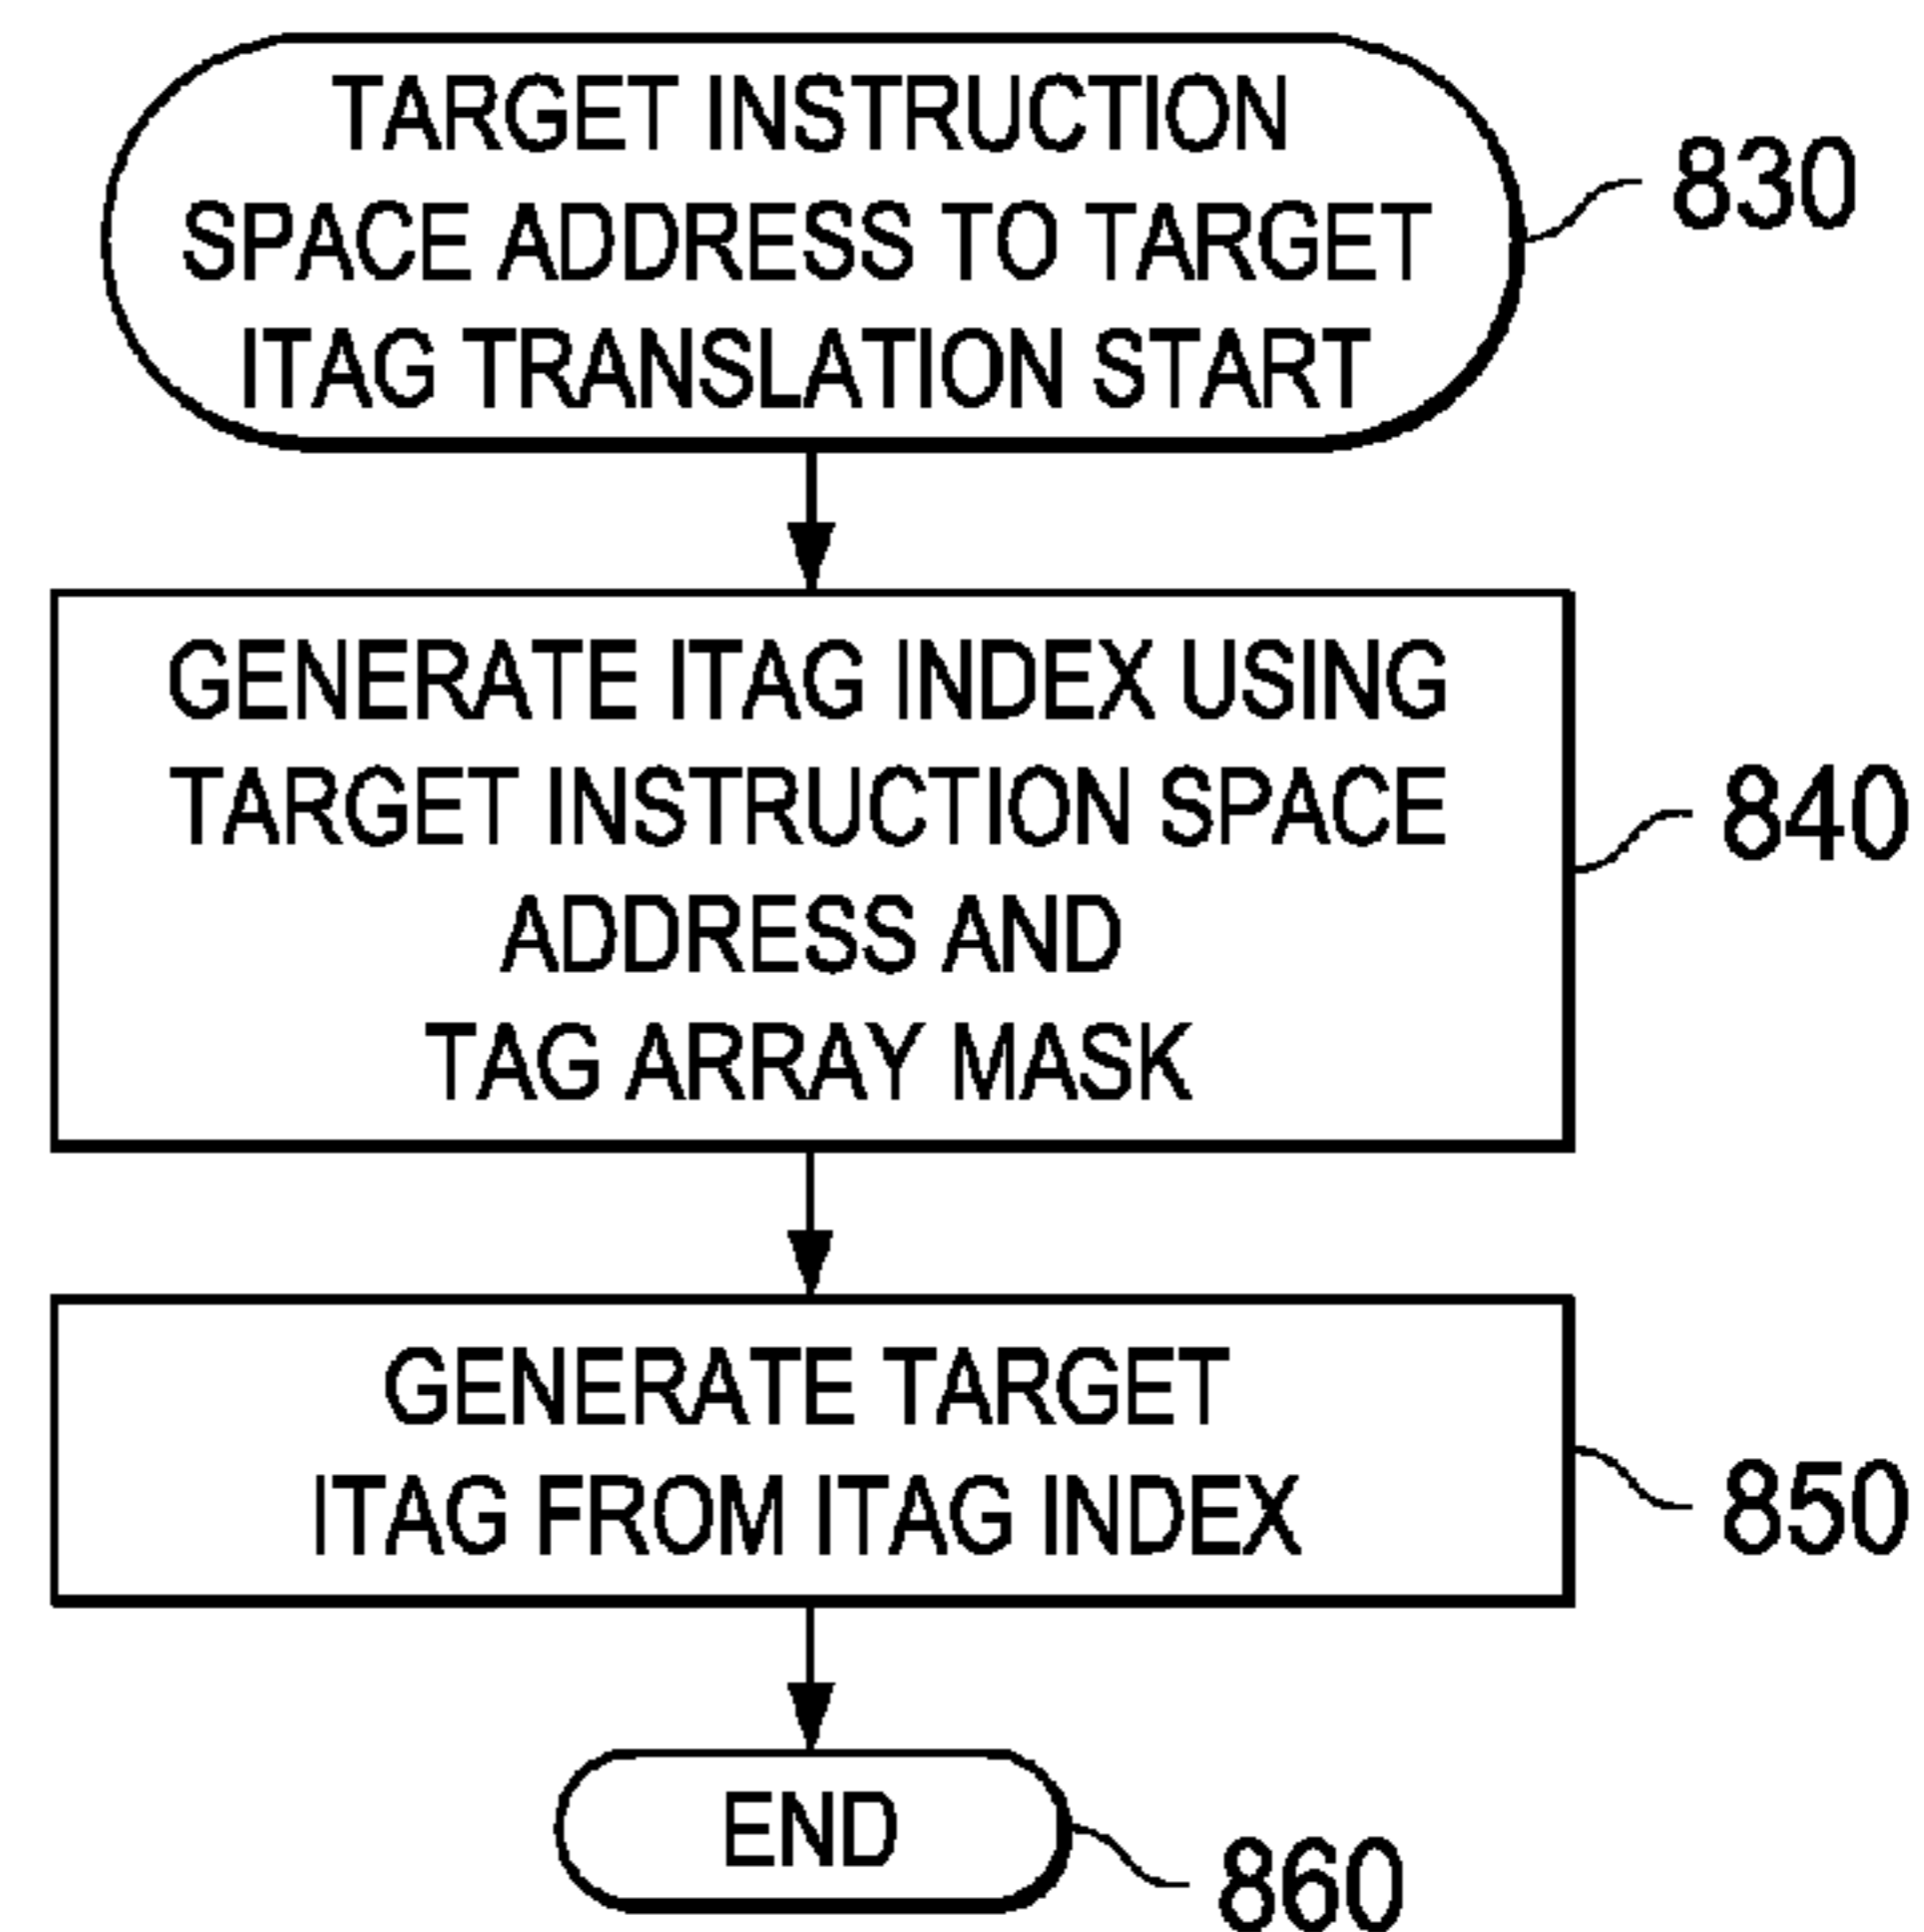 TARGET INSTRUCTION
SPACE ADDRESS TO TARGET
ITAG TRANSLATION START
830
GENERATE ITAG INDEX USING
TARGET INSTRUCTION SPACE
ADDRESS AND
TAG ARRAY MASK
840
GENERATE TARGET
ITAG FROM ITAG INDEX
850
END
860